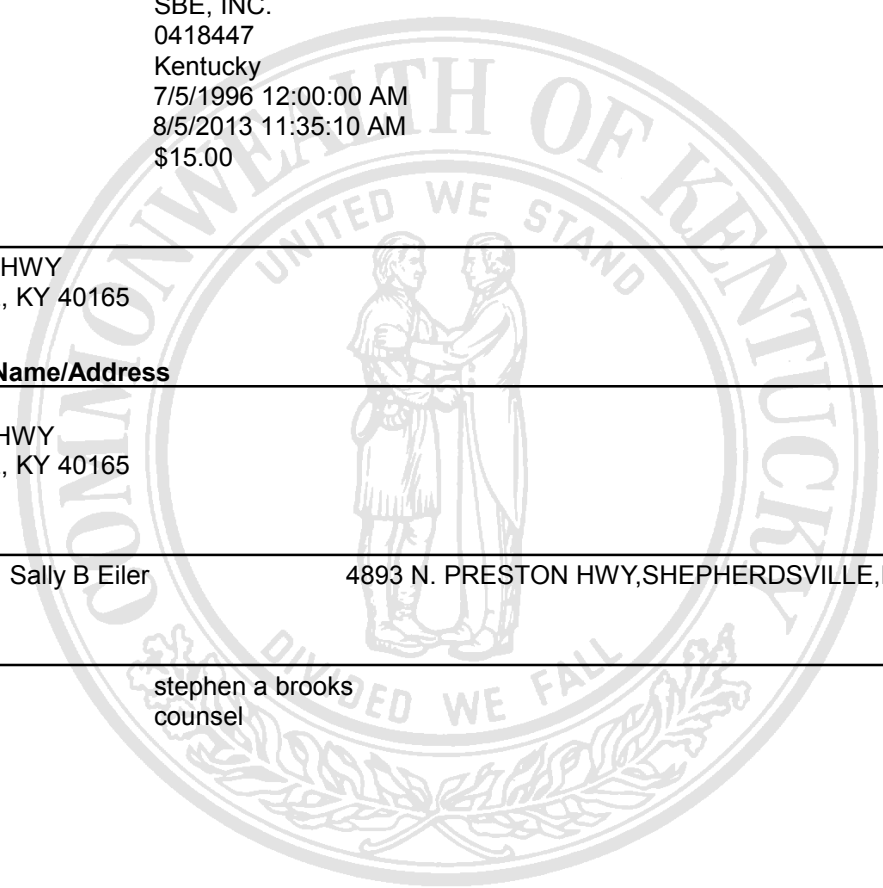 SBE, INC.
0418447
Kentucky
7/5/1996 12:00:00 AM
8/5/2013 11:35:10 AM
$15.00
HWY
, KY 40165
Name/Address
HWY
, KY 40165
Sally B Eiler 4893 N. PRESTON HWY,SHEPHERDSVILLE,
stephen a brooks
counsel
COMMONWEALTH OF KENTUCKY
UNITED WE STAND
DIVIDED WE FALL